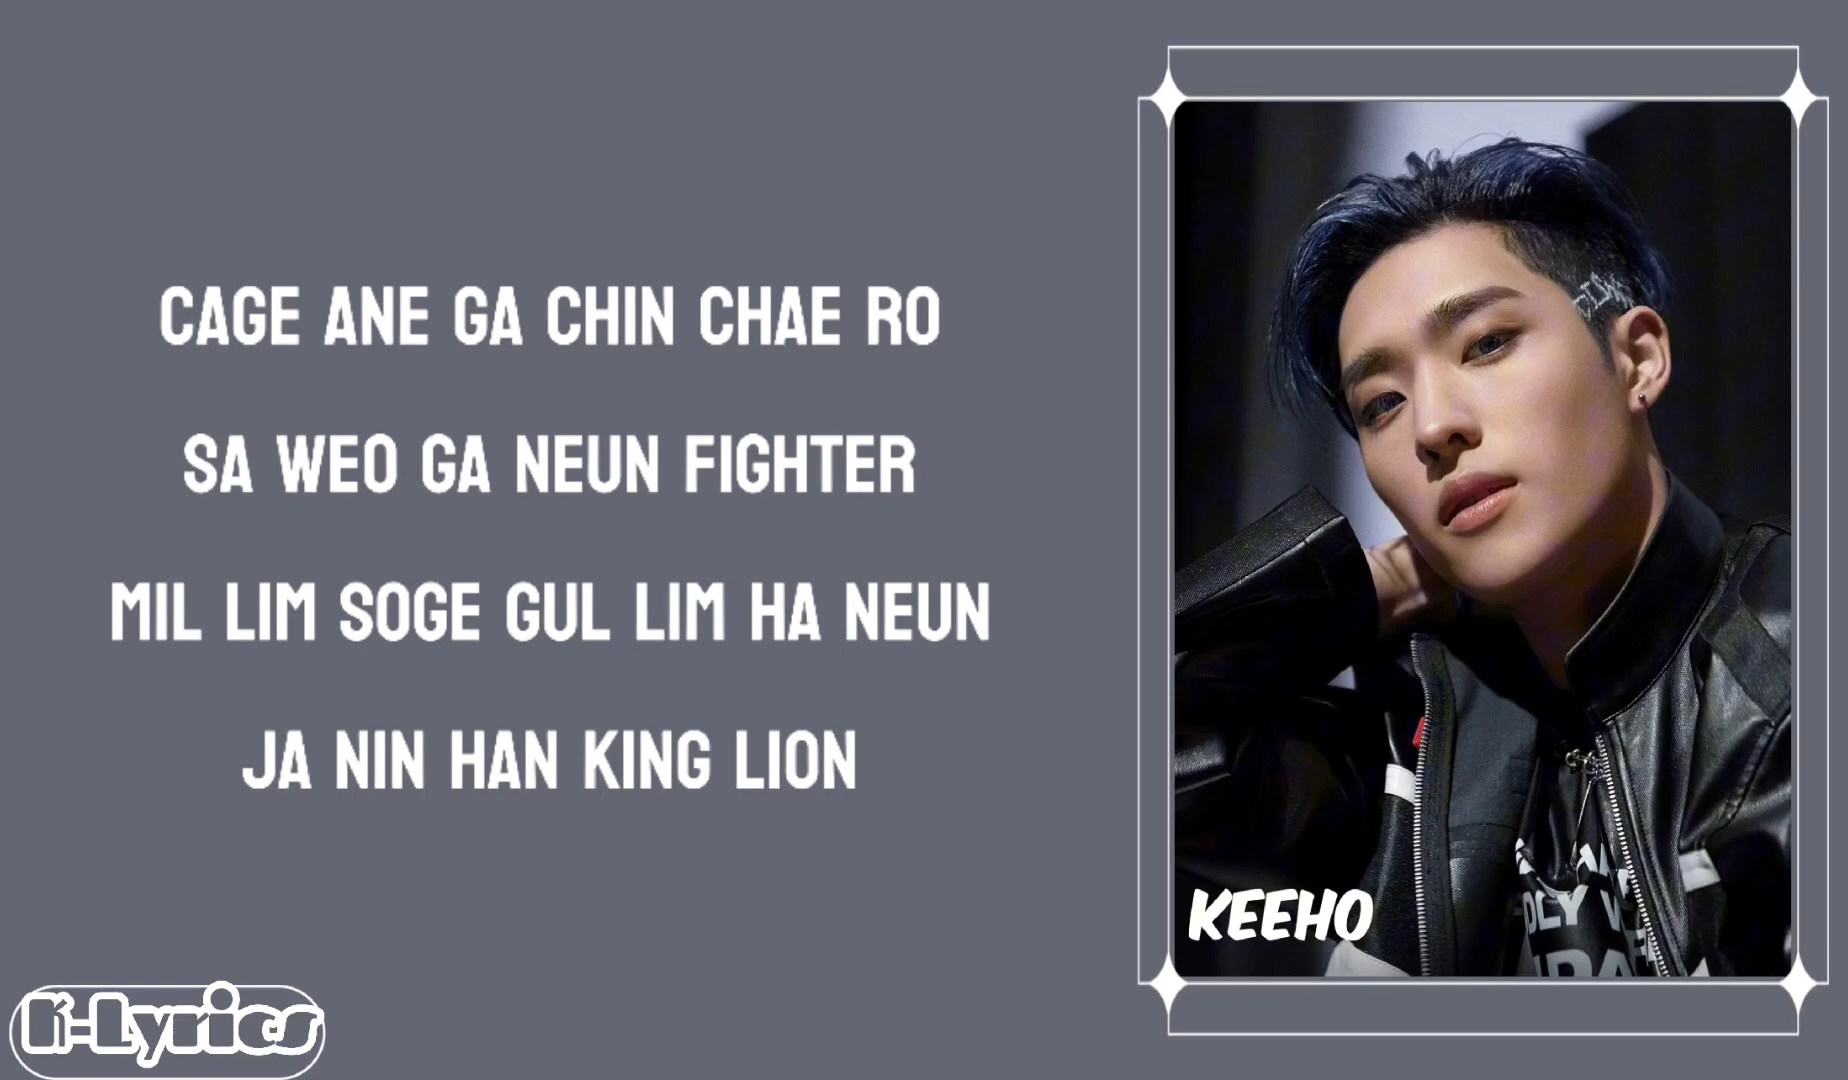 CAGE ANE GA CHIN CHAE RO
SA WEO GA NEUN FIGHTER
MIL LIM SOGE GUL LIM HA NEUN
JA NIN HAN KING LION
KEEHO
K-Lyrics